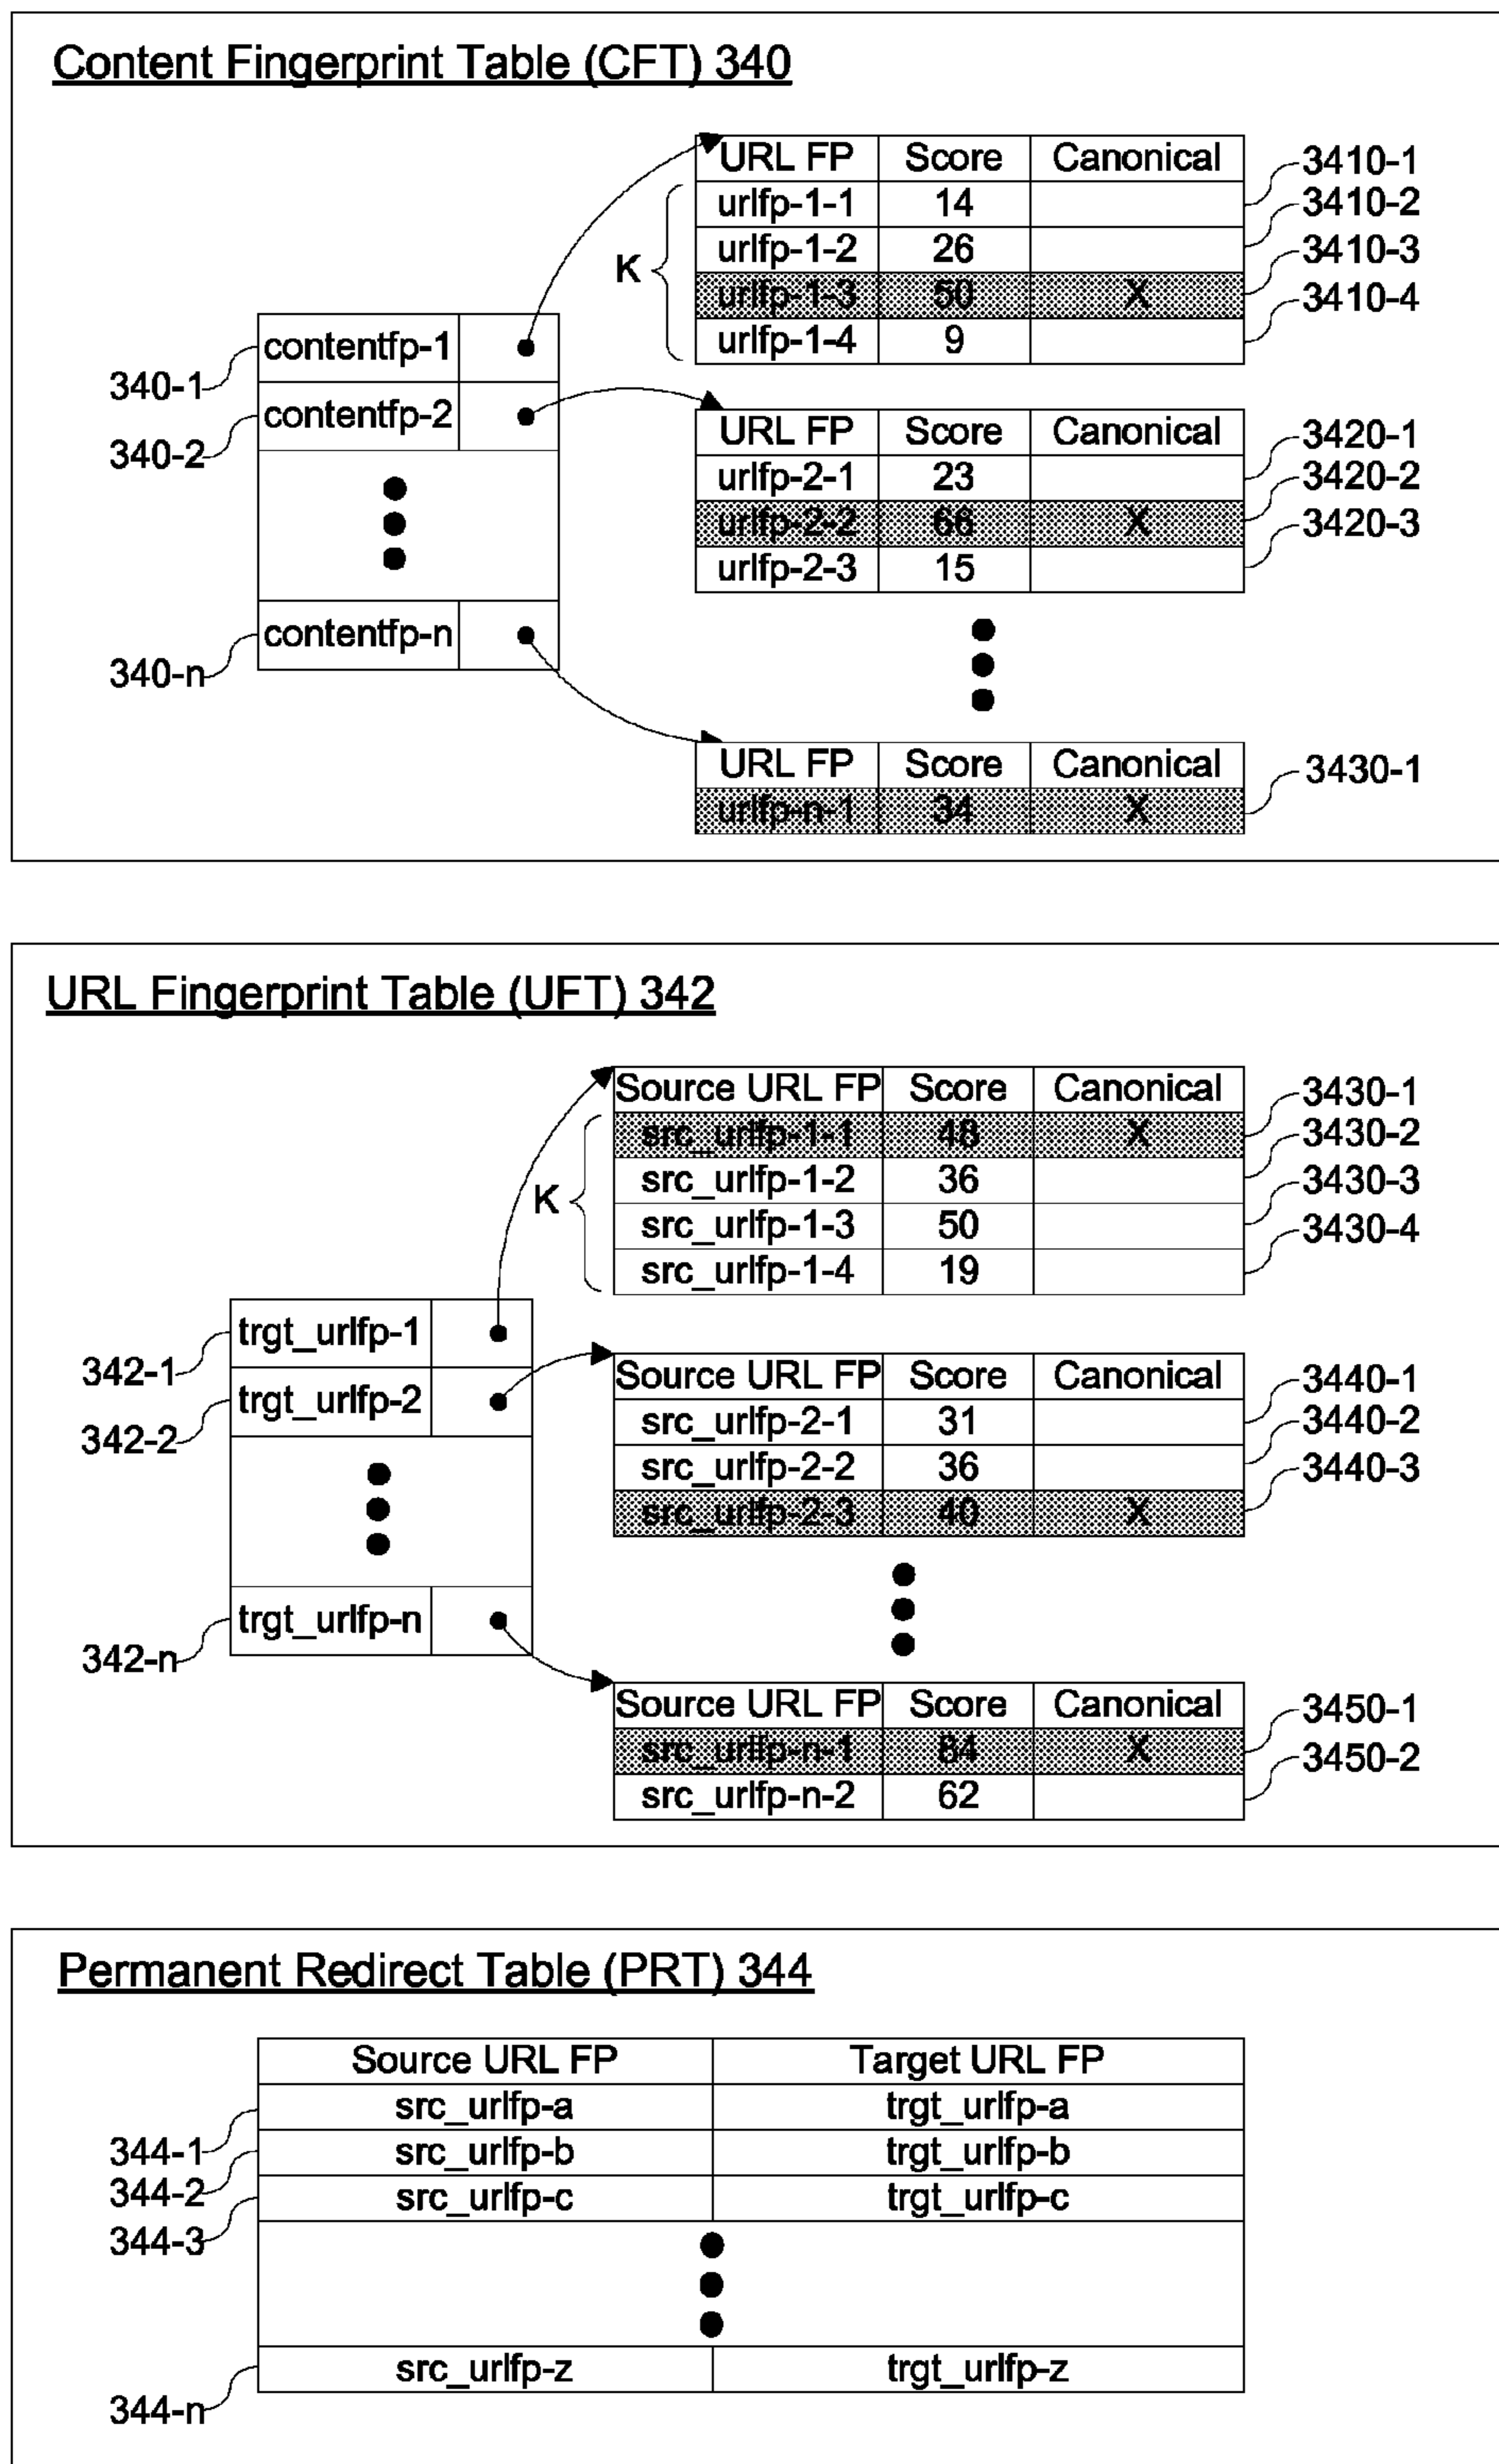 Content Fingerprint Table (CFT) 340
URL FP Score Canonical
urlfp-1-1 14
urlfp-1-2 26
urlfp-1-3 50 X
urlfp-1-4 9
K
3410-1
3410-2
3410-3
3410-4
contentfp-1
contentfp-2
contentfp-n
340-1
340-2
340-n
URL FP Score Canonical
urlfp-2-1 23
urlfp-2-2 66 X
urlfp-2-3 15
3420-1
3420-2
3420-3
URL FP Score Canonical
urlfp-n-1 34 X
3430-1
URL Fingerprint Table (UFT) 342
Source URL FP Score Canonical
src_urlfp-1-1 48 X
src_urlfp-1-2 36
src_urlfp-1-3 50
src_urlfp-1-4 19
K
3430-1
3430-2
3430-3
3430-4
trgt_urlfp-1
trgt_urlfp-2
trgt_urlfp-n
342-1
342-2
342-n
Source URL FP Score Canonical
src_urlfp-2-1 31
src_urlfp-2-2 36
src_urlfp-2-3 40 X
3440-1
3440-2
3440-3
Source URL FP Score Canonical
src_urlfp-n-1 84 X
src_urlfp-n-2 62
3450-1
3450-2
Permanent Redirect Table (PRT) 344
Source URL FP Target URL FP
src_urlfp-a trgt_urlfp-a
src_urlfp-b trgt_urlfp-b
src_urlfp-c trgt_urlfp-c
src_urlfp-z trgt_urlfp-z
344-1
344-2
344-3
344-n